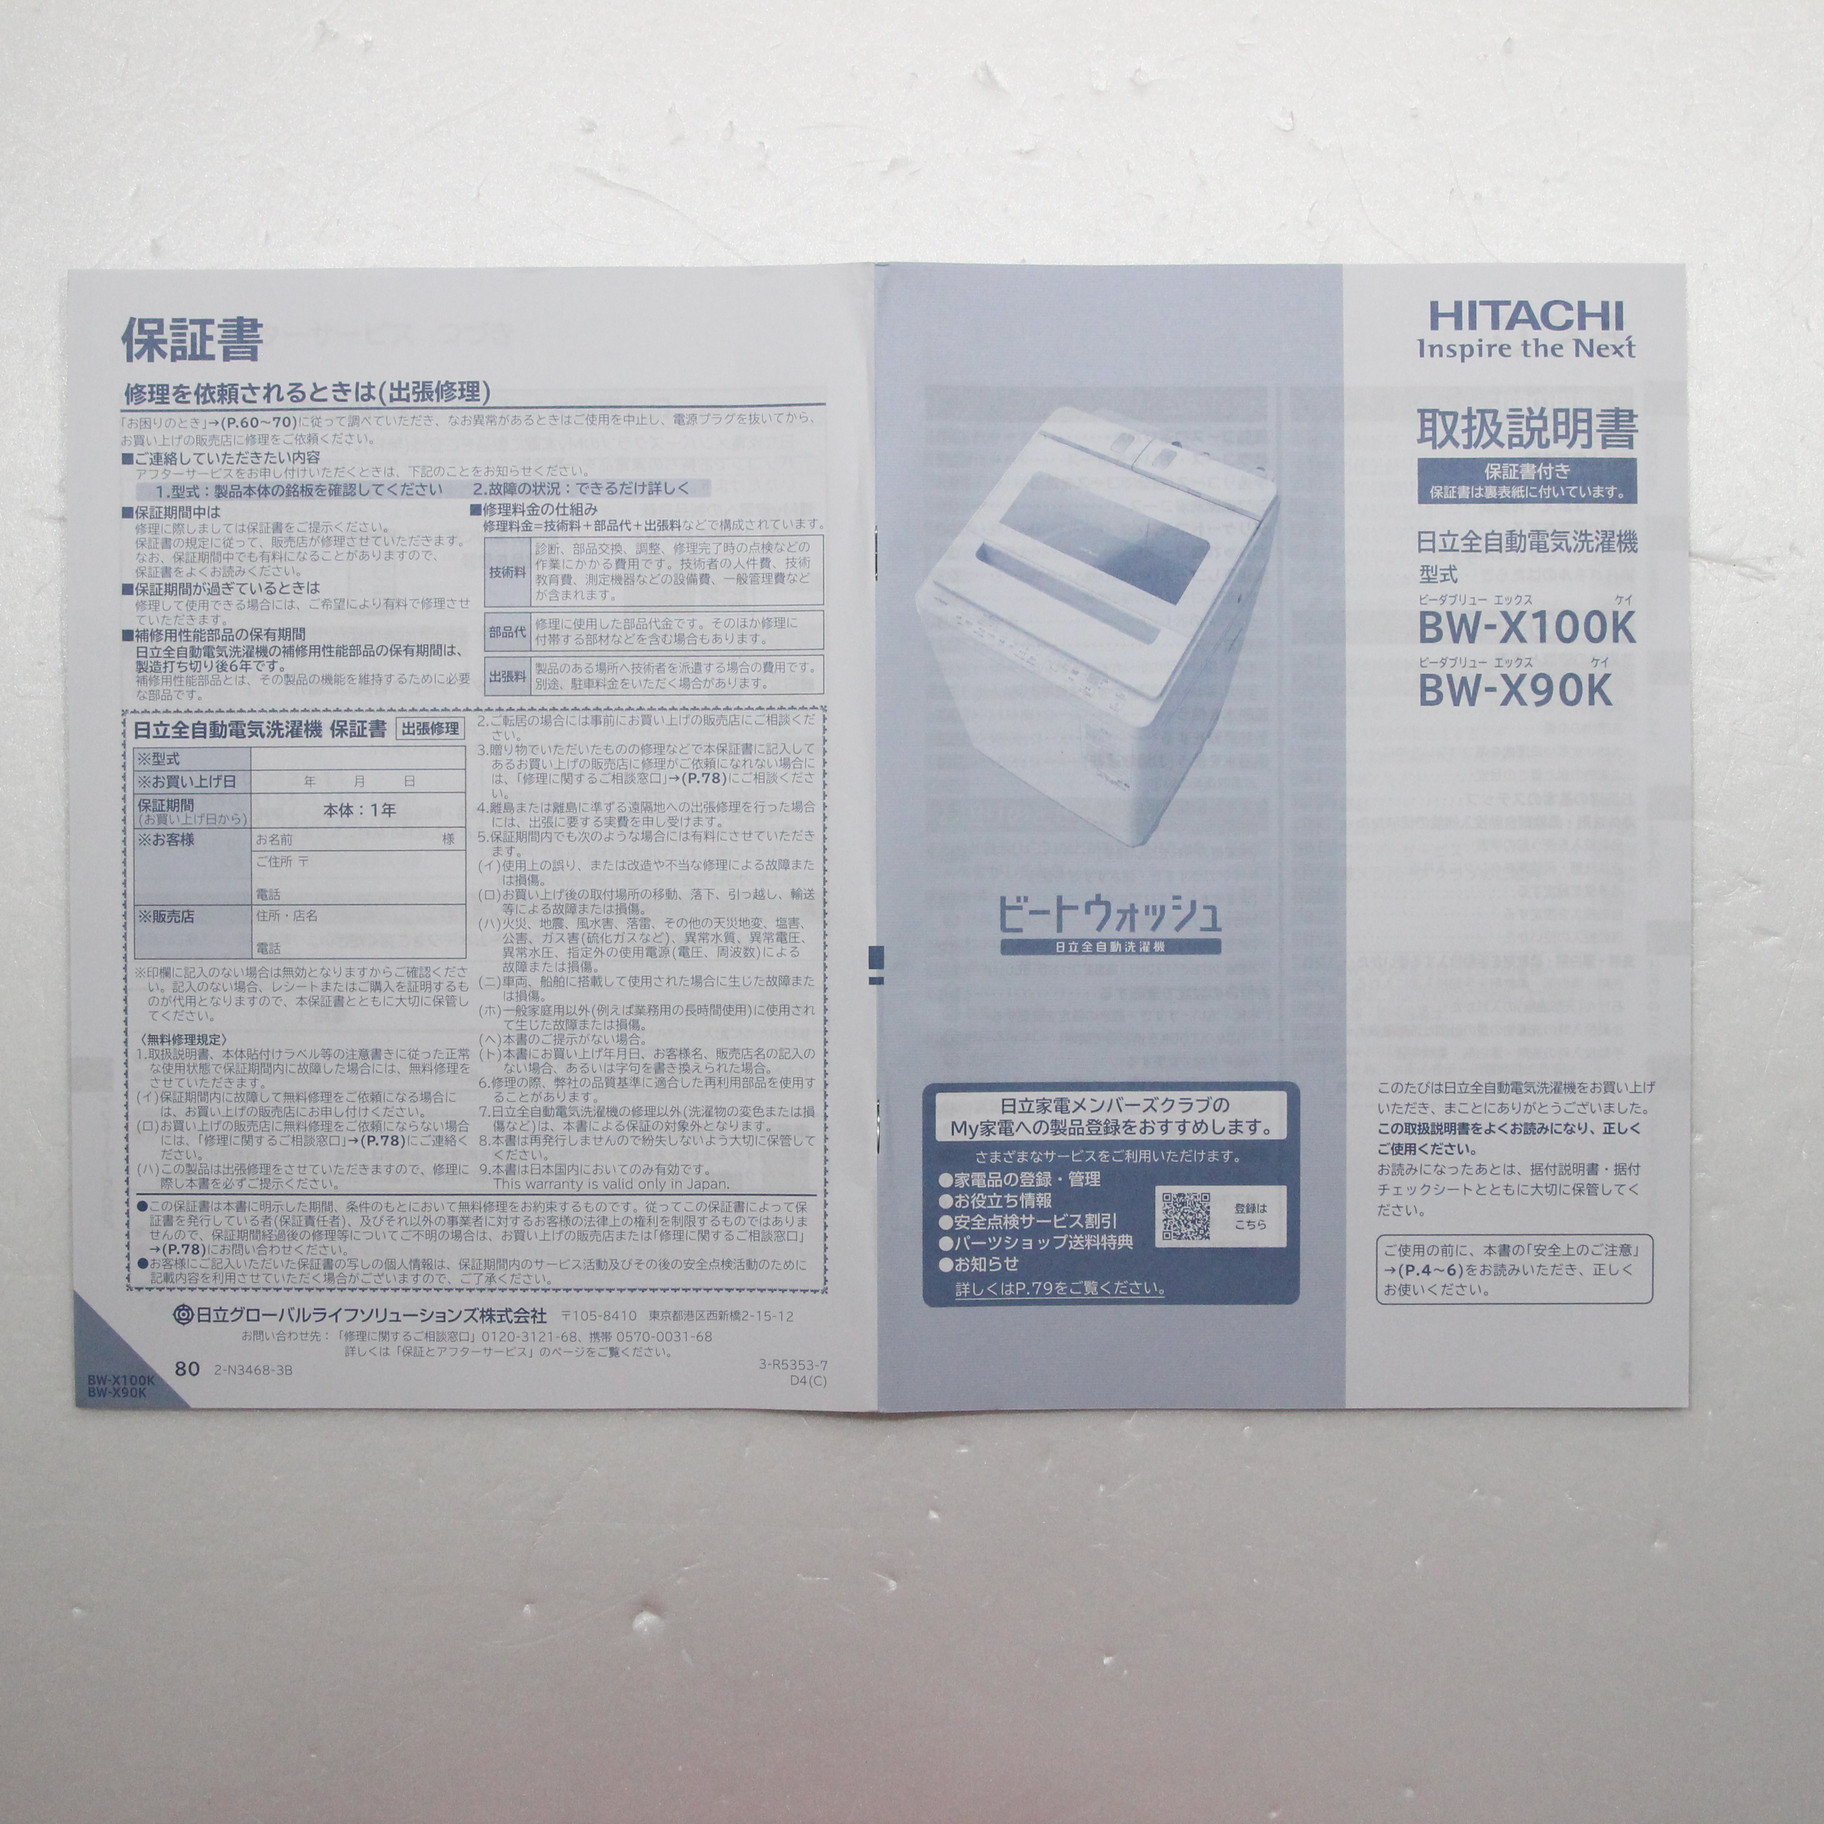 保証書
修理を依頼されるときは(出張修理)
「お困りのとき」→(P.60～70)に従って調べていただき、なお異常があるときはご使用を中止し、電源プラグを抜いてから、
お買い上げの販売店に修理をご依頼ください。
■ご連絡していただきたい内容
アフターサービスをお申し付けいただくときは、下記のことをお知らせください。
1.型式：製品本体の銘板を確認してください 2.故障の状況：できるだけ詳しく
■保証期間中は
修理に際しましては保証書をご提示ください。
保証書の規定に従って、販売店が修理させていただきます。
なお、保証期間中でも有料になることがありますので、
保証書をよくお読みください。
■保証期間が過ぎているときは
修理して使用できる場合には、ご希望により有料で修理させ
ていただきます。
■補修用性能部品の保有期間
日立全自動電気洗濯機の補修用性能部品の保有期間は、
製造打ち切り後6年です。
補修用性能部品とは、その製品の機能を維持するために必要
な部品です。
■修理料金の仕組み
修理料金=技術料＋部品代＋出張料などで構成されています。
技術料
診断、部品交換、調整、修理完了時の点検などの
作業にかかる費用です。技術者の人件費、技術
教育費、測定機器などの設備費、一般管理費など
が含まれます。
部品代
修理に使用した部品代金です。そのほか修理に
付帯する部材などを含む場合もあります。
出張料
製品のある場所へ技術者を派遣する場合の費用です。
別途、駐車料金をいただく場合があります。
日立全自動電気洗濯機 保証書 出張修理
※型式
※お買い上げ日 年 月 日
保証期間
(お買い上げ日から)
本体：1年
※お客様 お名前 様
ご住所 〒
電話
※販売店 住所・店名
電話
※印欄に記入のない場合は無効となりますからご確認くださ
い。記入のない場合、レシートまたはご購入を証明するも
のが代用となりますので、本保証書とともに大切に保管し
てください。
〈無料修理規定〉
1.取扱説明書、本体貼付けラベル等の注意書きに従った正常
な使用状態で保証期間内に故障した場合には、無料修理を
させていただきます。
(イ)保証期間内に故障して無料修理をご依頼になる場合に
は、お買い上げの販売店にお申し付けください。
(ロ)お買い上げの販売店に無料修理をご依頼にならない場合
には、「修理に関するご相談窓口」→(P.78)にご連絡く
ださい。
(ハ)この製品は出張修理をさせていただきますので、修理に
際し本書を必ずご提示ください。
2.ご転居の場合には事前にお買い上げの販売店にご相談くだ
さい。
3.贈り物でいただいたものの修理などで本保証書に記入して
あるお買い上げの販売店に修理がご依頼になれない場合に
は、「修理に関するご相談窓口」→(P.78)にご相談くださ
い。
4.離島または離島に準ずる遠隔地への出張修理を行った場合
には、出張に要する実費を申し受けます。
5.保証期間内でも次のような場合には有料にさせていただき
ます。
(イ)使用上の誤り、または改造や不当な修理による故障また
は損傷。
(ロ)お買い上げ後の取付場所の移動、落下、引っ越し、輸送
等による故障または損傷。
(ハ)火災、地震、風水害、落雷、その他の天災地変、塩害、
公害、ガス害(硫化ガスなど)、異常水質、異常電圧、
異常水圧、指定外の使用電源(電圧、周波数)による
故障または損傷。
(ニ)車両、船舶に搭載して使用された場合に生じた故障また
は損傷。
(ホ)一般家庭用以外(例えば業務用の長時間使用)に使用され
て生じた故障または損傷。
(ヘ)本書のご提示がない場合。
(ト)本書にお買い上げ年月日、お客様名、販売店名の記入の
ない場合、あるいは字句を書き換えられた場合。
6.修理の際、弊社の品質基準に適合した再利用部品を使用す
ることがあります。
7.日立全自動電気洗濯機の修理以外(洗濯物の変色または損
傷など)は、本書による保証の対象外となります。
8.本書は再発行しませんので紛失しないよう大切に保管して
ください。
9.本書は日本国内においてのみ有効です。
This warranty is valid only in Japan.
●この保証書は本書に明示した期間、条件のもとにおいて無料修理をお約束するものです。従ってこの保証書によって保
証書を発行している者(保証責任者)、及びそれ以外の事業者に対するお客様の法律上の権利を制限するものではありま
せんので、保証期間経過後の修理等についてご不明の場合は、お買い上げの販売店または「修理に関するご相談窓口」
→(P.78)にお問い合わせください。
●お客様にご記入いただいた保証書の写しの個人情報は、保証期間内のサービス活動及びその後の安全点検活動のために
記載内容を利用させていただく場合がございますので、ご了承ください。
日立グローバルライフソリューションズ株式会社 〒105-8410 東京都港区西新橋2-15-12
お問い合わせ先：「修理に関するご相談窓口」0120-3121-68、携帯 0570-0031-68
詳しくは「保証とアフターサービス」のページをご覧ください。
80 2-N3468-3B
3-R5353-7
D4(C)
BW-X100K
BW-X90K
ビートウォッシュ
日立全自動洗濯機
日立家電メンバーズクラブの
My家電への製品登録をおすすめします。
さまざまなサービスをご利用いただけます。
●家電品の登録・管理
●お役立ち情報
●安全点検サービス割引
●パーツショップ送料特典
●お知らせ
登録は
こちら
詳しくはP.79をご覧ください。
HITACHI
Inspire the Next
取扱説明書
保証書付き
保証書は裏表紙に付いています。
日立全自動電気洗濯機
型式
ビーダブリュー エックス ケイ
BW-X100K
ビーダブリュー エックス ケイ
BW-X90K
このたびは日立全自動電気洗濯機をお買い上げ
いただき、まことにありがとうございました。
この取扱説明書をよくお読みになり、正しく
ご使用ください。
お読みになったあとは、据付説明書・据付
チェックシートとともに大切に保管してく
ださい。
ご使用の前に、本書の「安全上のご注意」
→(P.4～6)をお読みいただき、正しく
お使いください。